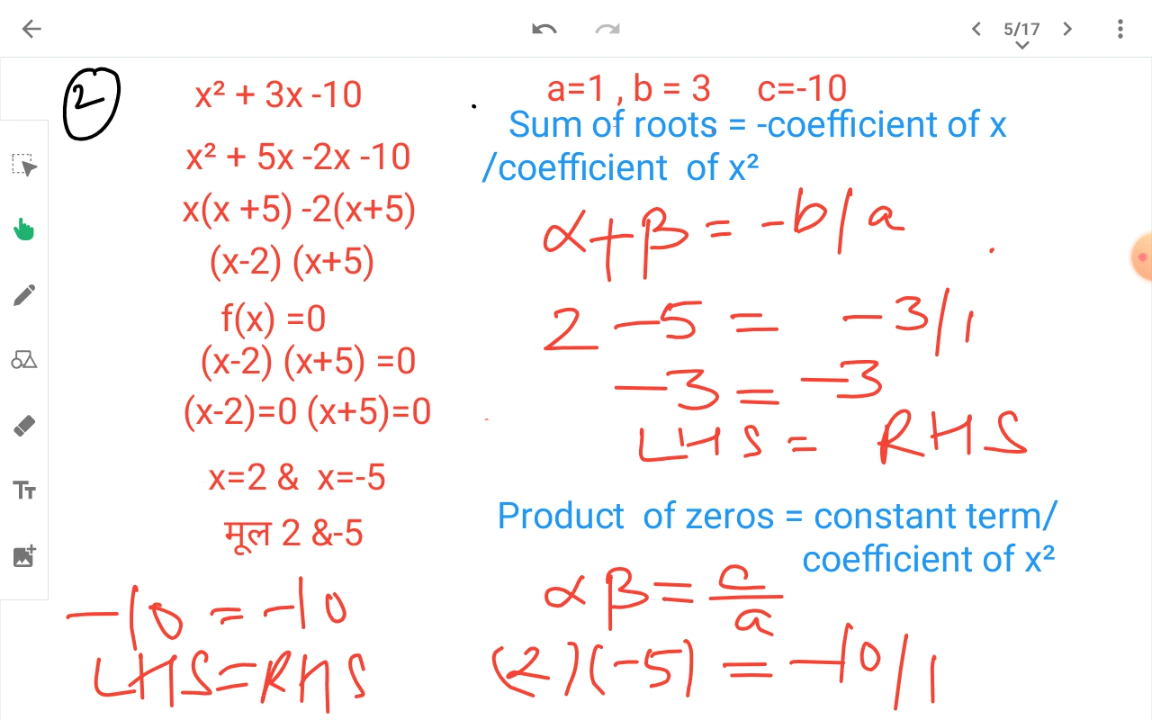 5/17
2
x² + 3x -10
x² + 5x -2x -10
x(x +5) -2(x+5)
(x-2) (x+5)
f(x) =0
(x-2) (x+5) =0
(x-2)=0 (x+5)=0
x=2 & x=-5
मूल 2 &-5
a=1 , b = 3 c=-10
Sum of roots = -coefficient of x
/coefficient of x²
α+β = -b/a
2 -5 = -3/1
-3 = -3
LHS = RHS
Product of zeros = constant term/
coefficient of x²
αβ = c/a
(2)(-5) = -10/1
-10 = -10
LHS=RHS
Tт